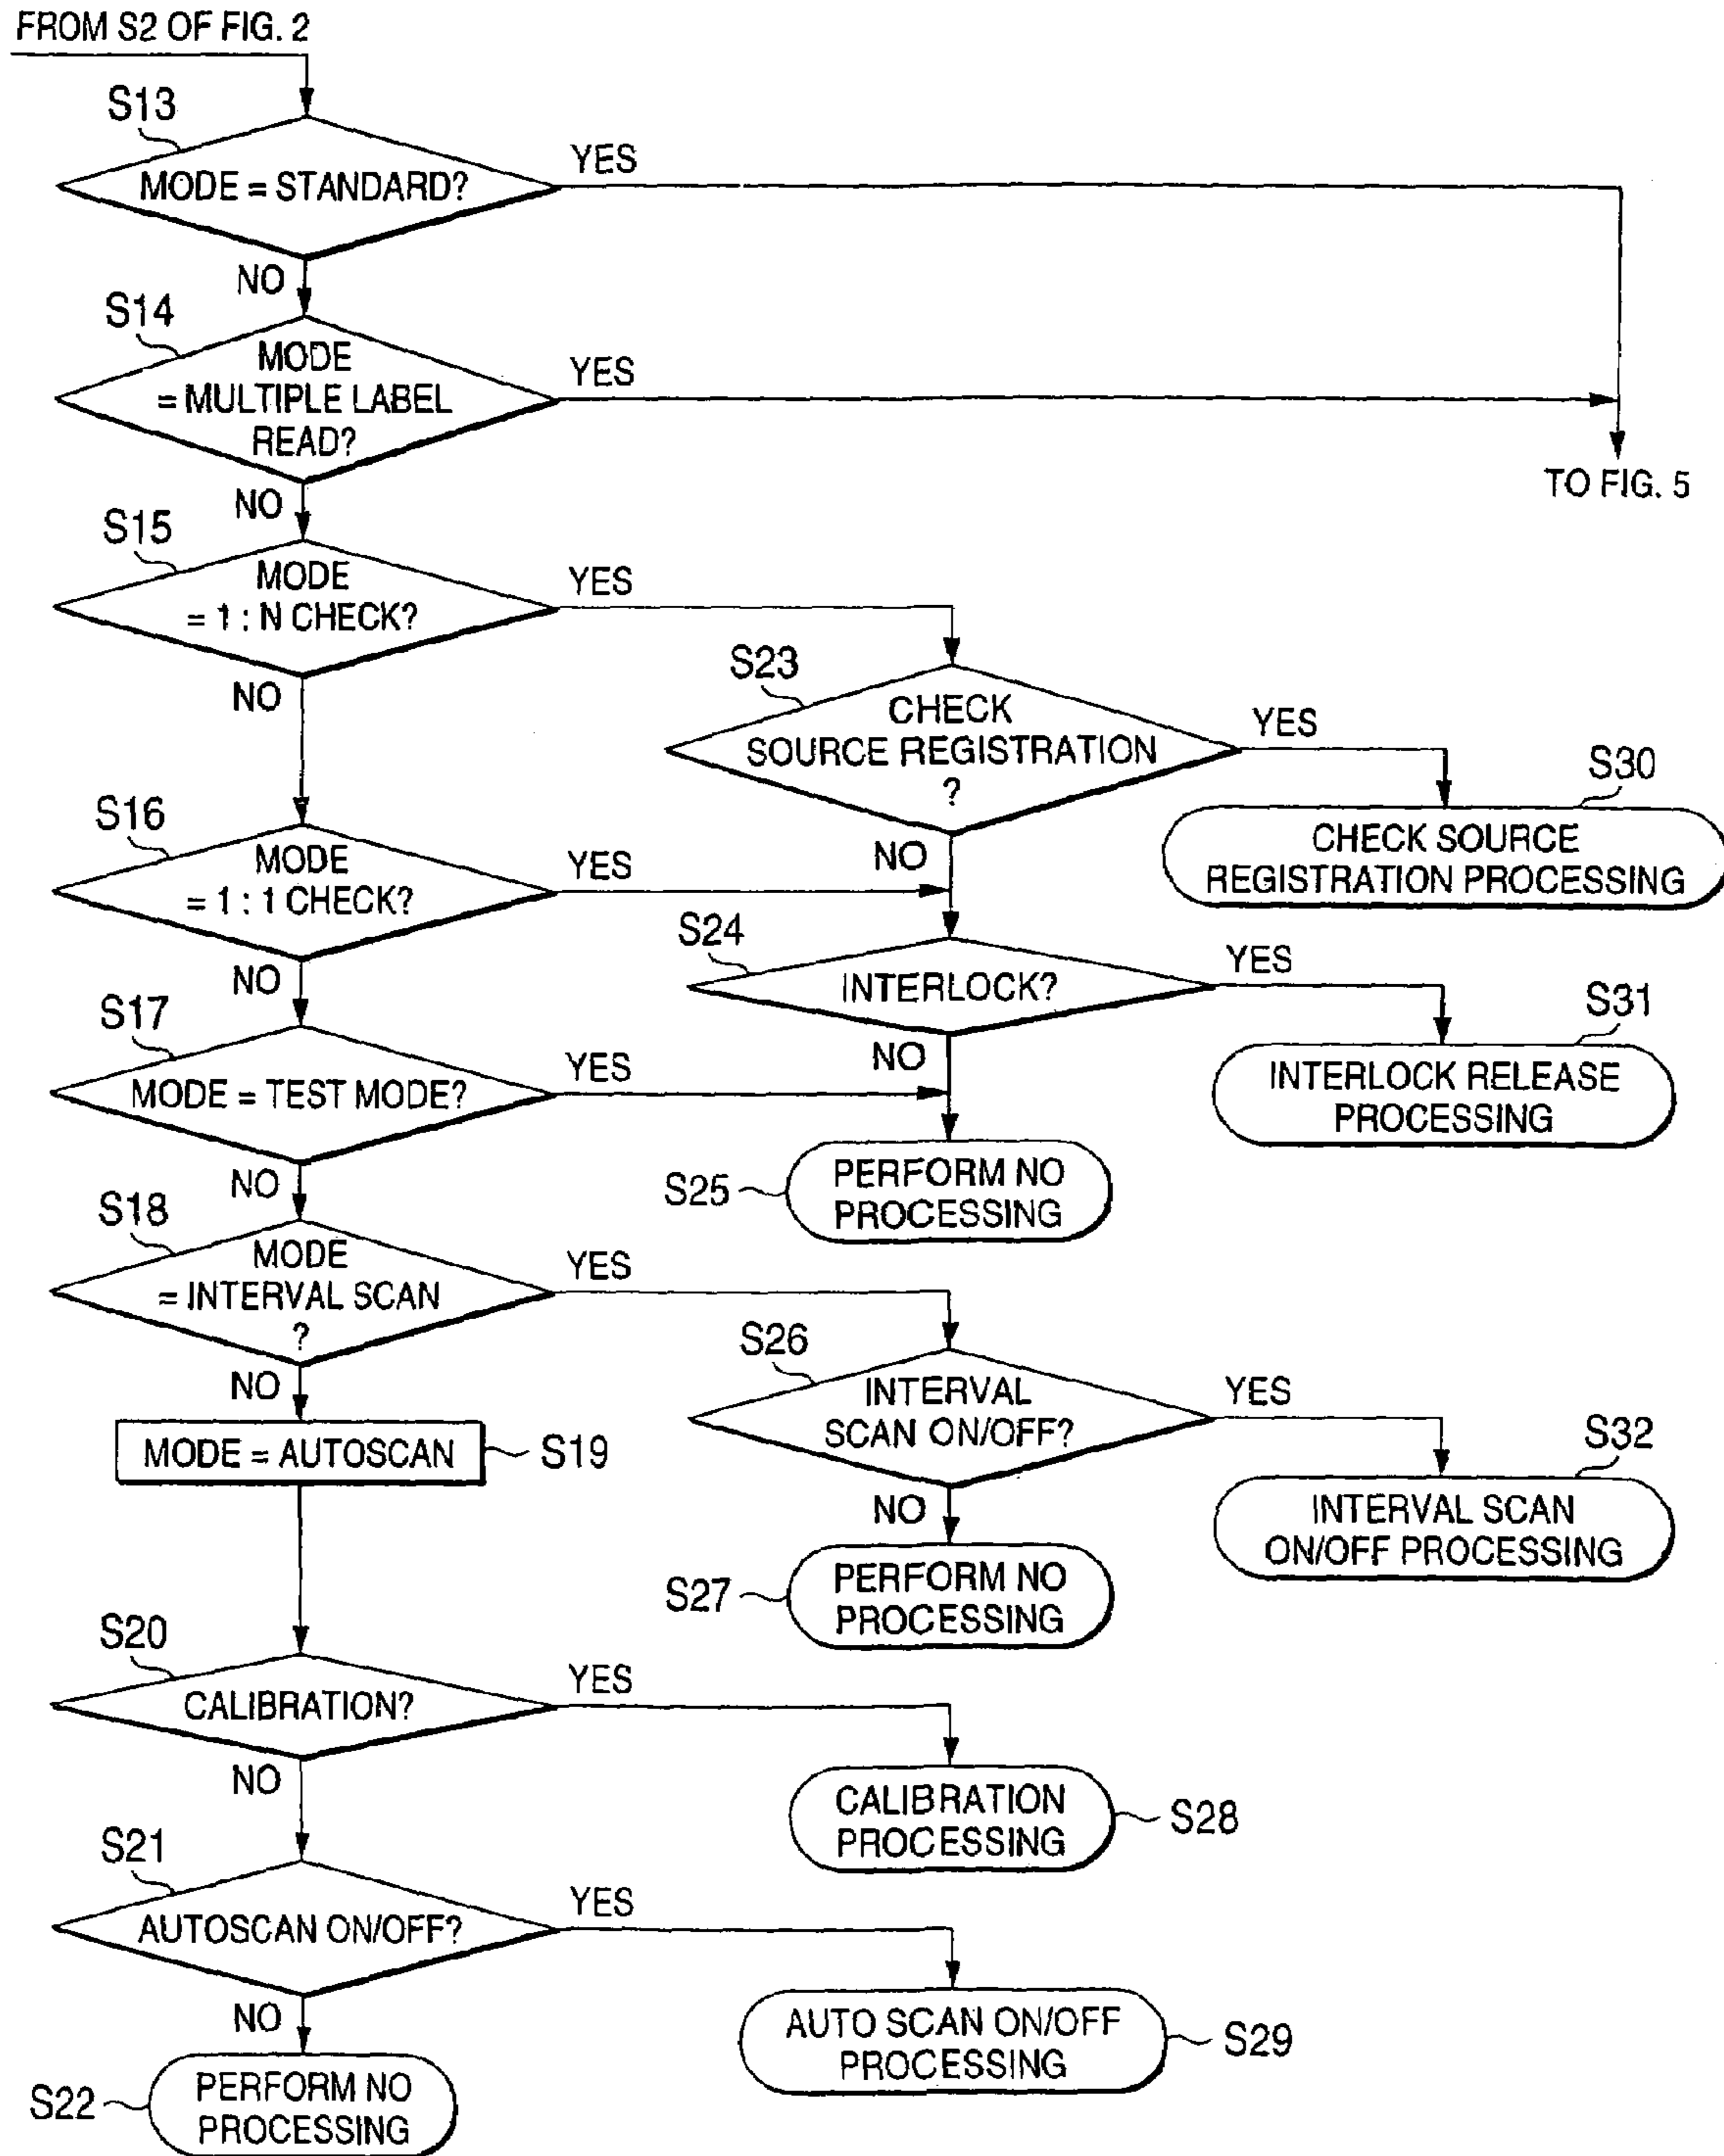 FROM S2 OF FIG. 2
S13
MODE = STANDARD?
YES
NO
S14
MODE
= MULTIPLE LABEL
READ?
YES
TO FIG. 5
NO
S15
MODE
= 1 : N CHECK?
YES
NO
S23
CHECK
SOURCE REGISTRATION
?
YES
NO
S30
CHECK SOURCE
REGISTRATION PROCESSING
S16
MODE
= 1 : 1 CHECK?
YES
NO
S24
INTERLOCK?
YES
NO
S31
INTERLOCK RELEASE
PROCESSING
S17
MODE = TEST MODE?
YES
NO
S25
PERFORM NO
PROCESSING
S18
MODE
= INTERVAL SCAN
?
YES
NO
S26
INTERVAL
SCAN ON/OFF?
YES
NO
S32
INTERVAL SCAN
ON/OFF PROCESSING
MODE = AUTOSCAN
S19
S27
PERFORM NO
PROCESSING
S20
CALIBRATION?
YES
NO
CALIBRATION
PROCESSING
S28
S21
AUTOSCAN ON/OFF?
YES
NO
AUTO SCAN ON/OFF
PROCESSING
S29
S22
PERFORM NO
PROCESSING